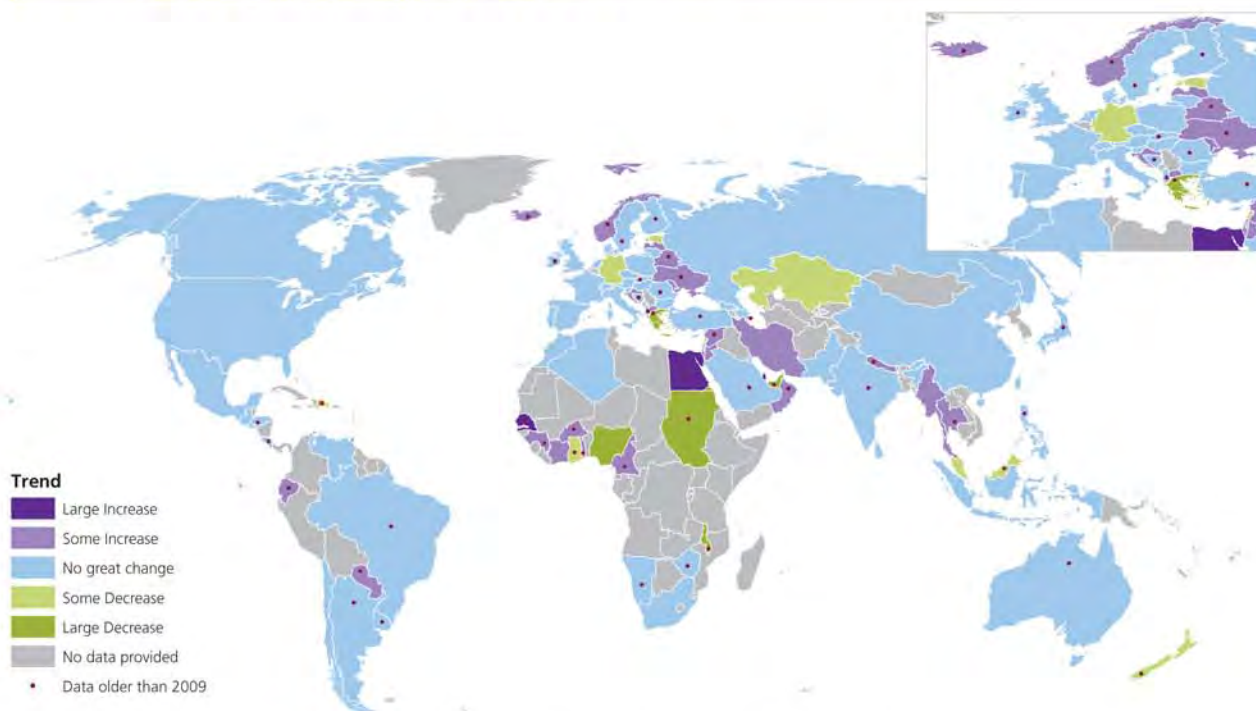 Trend
Large Increase
Some Increase
No great change
Some Decrease
Large Decrease
No data provided
Data older than 2009